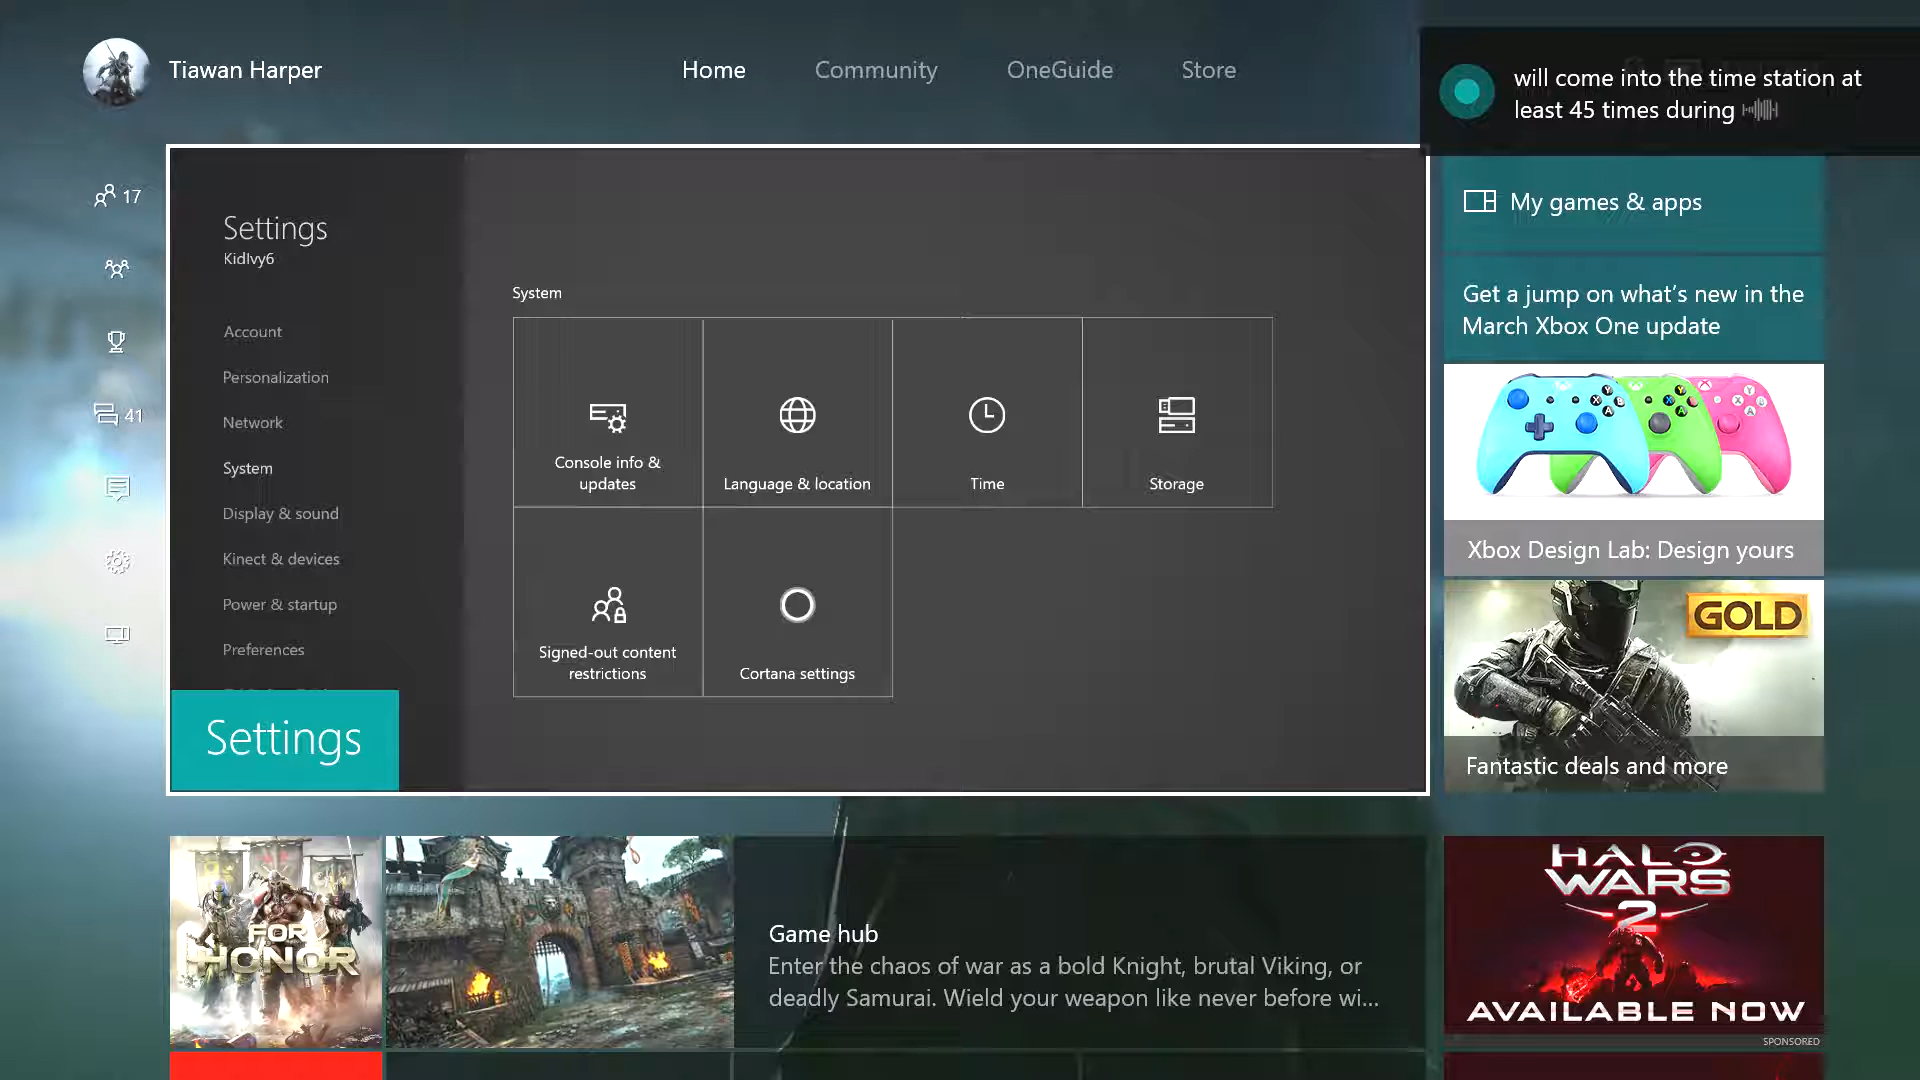 Tiawan Harper
Home
Community
OneGuide
Store
will come into the time station at
least 45 times during
17
41
Settings
KidIvy6
Account
Personalization
Network
System
Display & sound
Kinect & devices
Power & startup
Preferences
System
Console info &
updates
Language & location
Time
Storage
Signed-out content
restrictions
Cortana settings
Settings
My games & apps
Get a jump on what's new in the
March Xbox One update
Xbox Design Lab: Design yours
GOLD
Fantastic deals and more
FOR
HONOR
Game hub
Enter the chaos of war as a bold Knight, brutal Viking, or
deadly Samurai. Wield your weapon like never before wi...
HALO
WARS
2
AVAILABLE NOW
SPONSORED